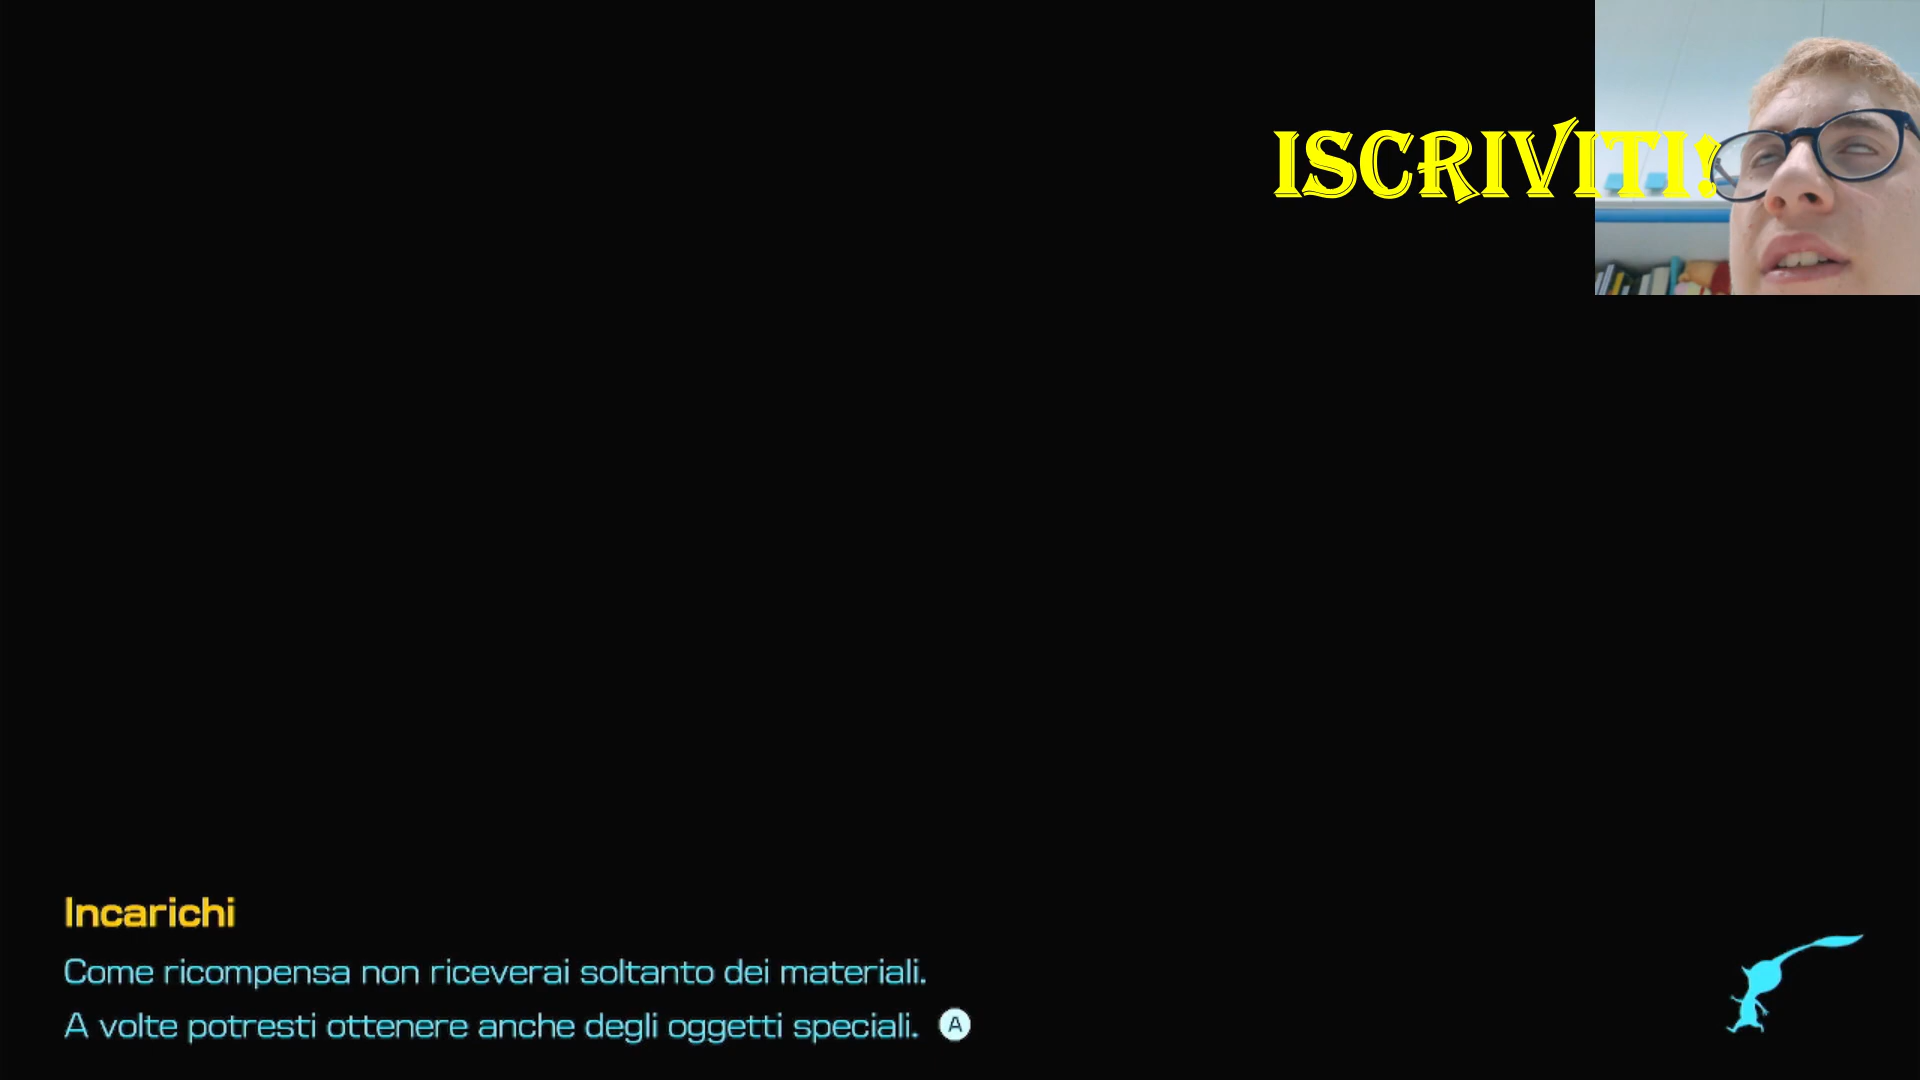 ISCRIVITI!
Incarichi
Come ricompensa non riceverai soltanto dei materiali.
A volte potresti ottenere anche degli oggetti speciali. A